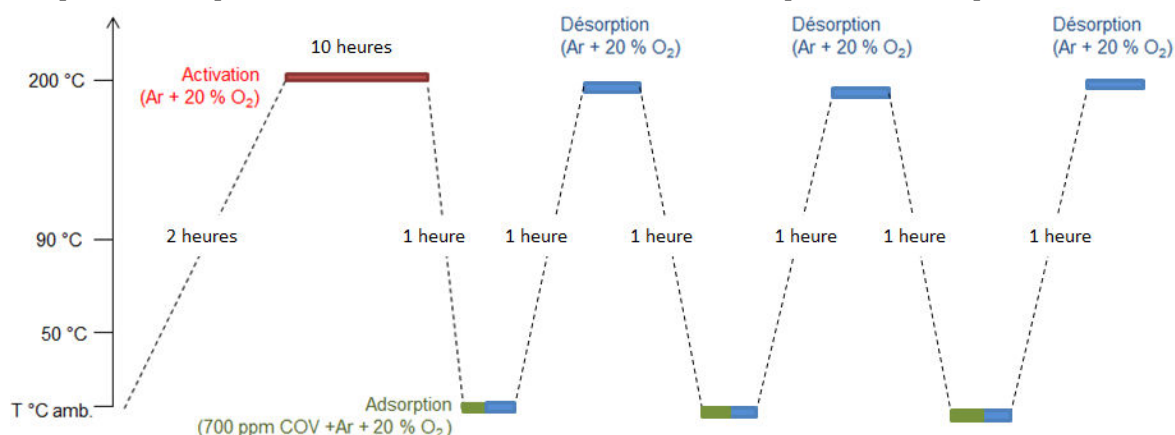 10 heures
Désorption
(Ar + 20 % O₂)
Désorption
(Ar + 20 % O₂)
Désorption
(Ar + 20 % O₂)
Activation
(Ar + 20 % O₂)
200 °C
90 °C
2 heures
1 heure
1 heure
1 heure
1 heure
1 heure
1 heure
50 °C
T °C amb.
Adsorption
(700 ppm COV +Ar + 20 % O₂)